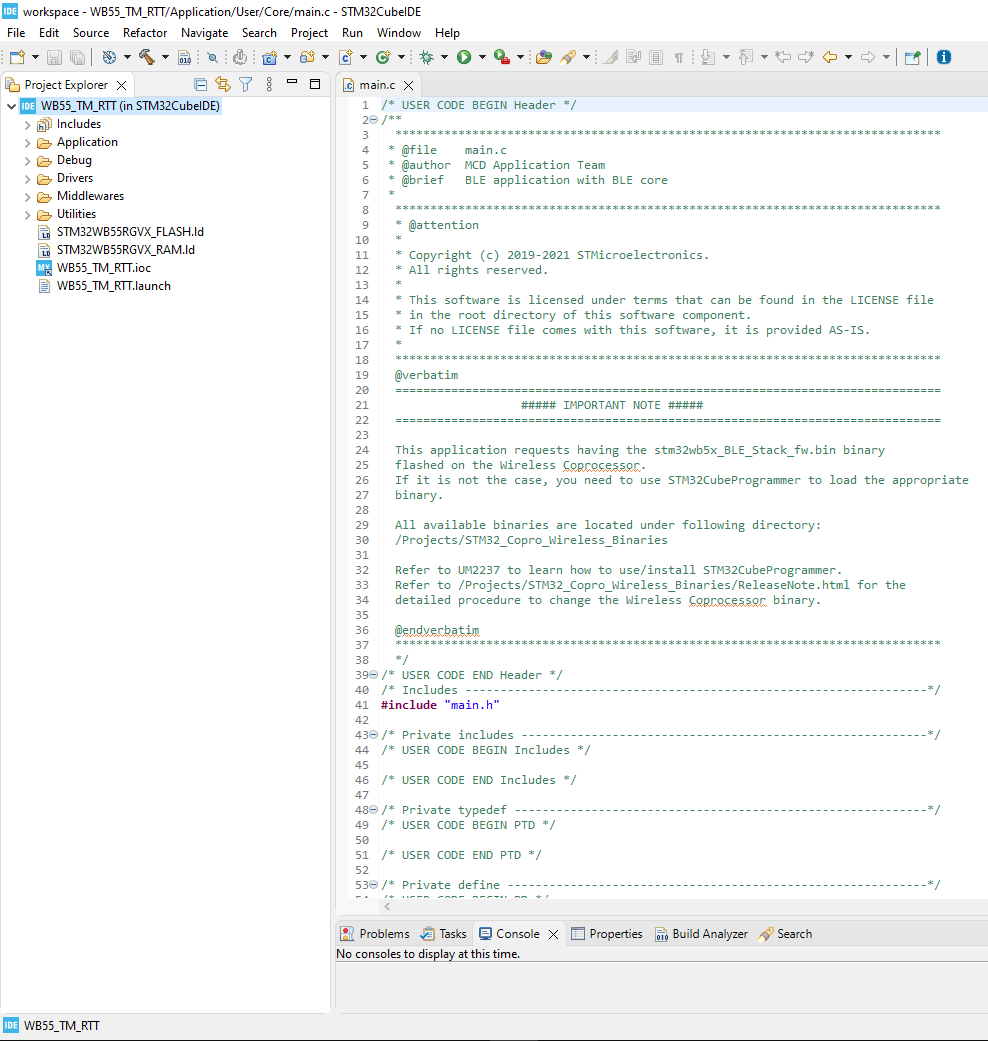 IDE workspace - WB55_TM_RTT/Application/User/Core/main.c - STM32CubeIDE
File Edit Source Refactor Navigate Search Project Run Window Help
Project Explorer
IDE WB55_TM_RTT (in STM32CubeIDE)
Includes
Application
Debug
Drivers
Middlewares
Utilities
STM32WB55RGVX_FLASH.ld
STM32WB55RGVX_RAM.ld
MX WB55_TM_RTT.ioc
WB55_TM_RTT.launch
main.c
1 /* USER CODE BEGIN Header */
2 /**
3 ******************************************************************************
4 * @file    main.c
5 * @author  MCD Application Team
6 * @brief   BLE application with BLE core
7 *
8 ******************************************************************************
9 * @attention
10 *
11 * Copyright (c) 2019-2021 STMicroelectronics.
12 * All rights reserved.
13 *
14 * This software is licensed under terms that can be found in the LICENSE file
15 * in the root directory of this software component.
16 * If no LICENSE file comes with this software, it is provided AS-IS.
17 *
18 ******************************************************************************
19 @verbatim
20 ==============================================================================
21 ##### IMPORTANT NOTE #####
22 ==============================================================================
23
24 This application requests having the stm32wb5x_BLE_Stack_fw.bin binary
25 flashed on the Wireless Coprocessor.
26 If it is not the case, you need to use STM32CubeProgrammer to load the appropriate
27 binary.
28
29 All available binaries are located under following directory:
30 /Projects/STM32_Copro_Wireless_Binaries
31
32 Refer to UM2237 to learn how to use/install STM32CubeProgrammer.
33 Refer to /Projects/STM32_Copro_Wireless_Binaries/ReleaseNote.html for the
34 detailed procedure to change the Wireless Coprocessor binary.
35
36 @endverbatim
37 ******************************************************************************
38 */
39 /* USER CODE END Header */
40 /* Includes ------------------------------------------------------------------*/
41 #include "main.h"
42
43 /* Private includes ----------------------------------------------------------*/
44 /* USER CODE BEGIN Includes */
45
46 /* USER CODE END Includes */
47
48 /* Private typedef -----------------------------------------------------------*/
49 /* USER CODE BEGIN PTD */
50
51 /* USER CODE END PTD */
52
53 /* Private define ------------------------------------------------------------*/
Problems Tasks Console Properties Build Analyzer Search
No consoles to display at this time.
IDE WB55_TM_RTT